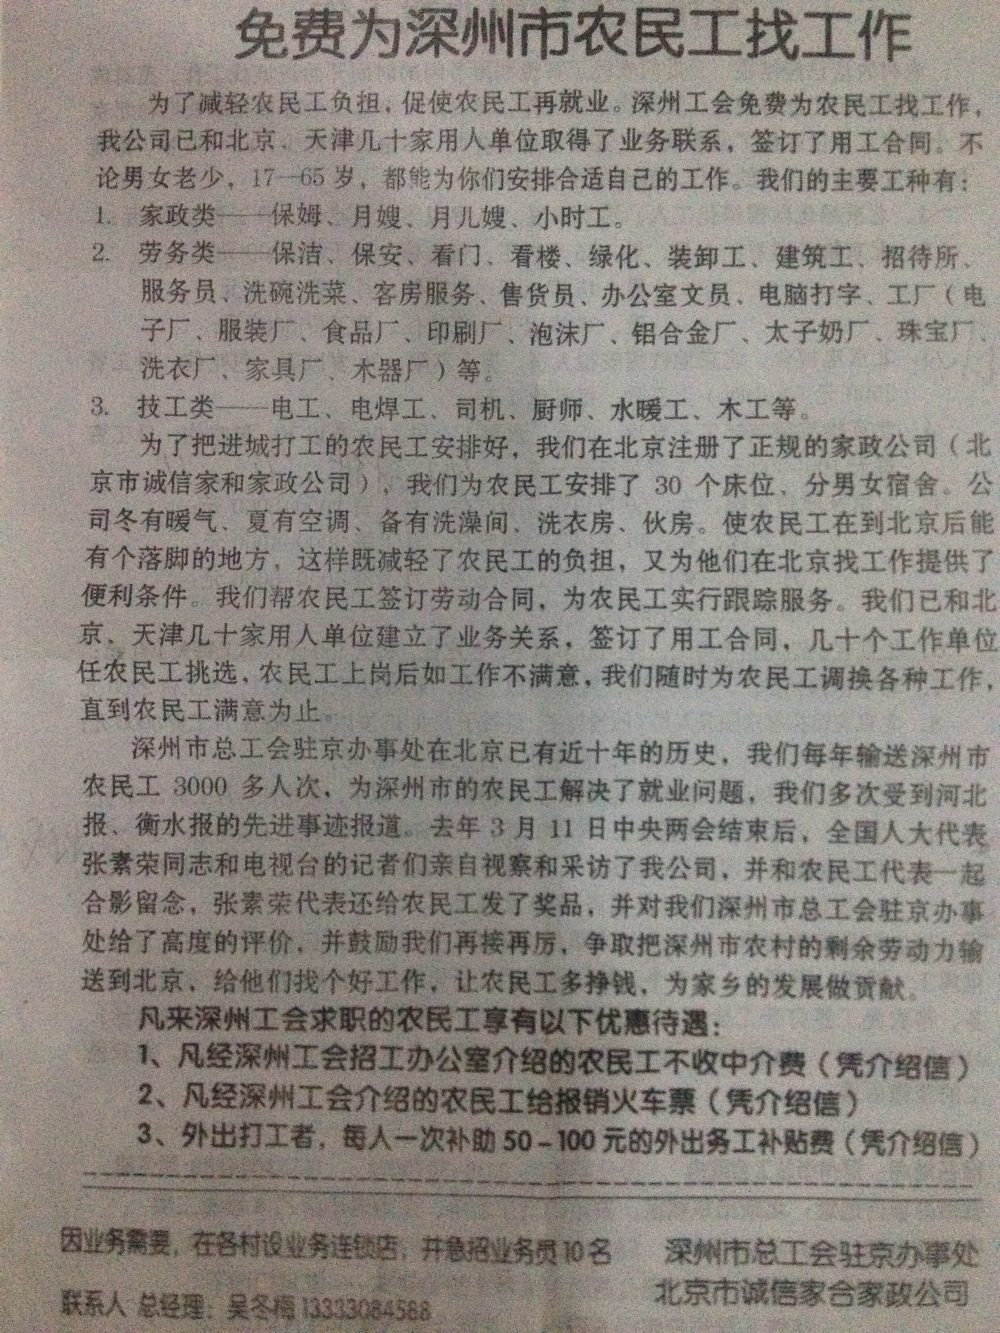 免费为深州市农民工找工作
为了减轻农民工负担，促使农民工再就业。深州工会免费为农民工找工作，
我公司已和北京、天津几十家用人单位取得了业务联系，签订了用工合同。不
论男女老少，17—65 岁，都能为你们安排合适自己的工作。我们的主要工种有：
1. 家政类——保姆、月嫂、月儿嫂、小时工。
2. 劳务类——保洁、保安、看门、看楼、绿化、装卸工、建筑工、招待所、
服务员、洗碗洗菜、客房服务、售货员、办公室文员、电脑打字、工厂（电
子厂、服装厂、食品厂、印刷厂、泡沫厂、铝合金厂、太子奶厂、珠宝厂、
洗衣厂、家具厂、木器厂）等。
3. 技工类——电工、电焊工、司机、厨师、水暖工、木工等。
为了把进城打工的农民工安排好，我们在北京注册了正规的家政公司（北
京市诚信家和家政公司），我们为农民工安排了 30 个床位、分男女宿舍。公
司冬有暖气、夏有空调、备有洗澡间、洗衣房、伙房。使农民工在到北京后能
有个落脚的地方，这样既减轻了农民工的负担，又为他们在北京找工作提供了
便利条件。我们帮农民工签订劳动合同，为农民工实行跟踪服务。我们已和北
京、天津几十家用人单位建立了业务关系，签订了用工合同，几十个工作单位
任农民工挑选，农民工上岗后如工作不满意，我们随时为农民工调换各种工作，
直到农民工满意为止。
深州市总工会驻京办事处在北京已有近十年的历史，我们每年输送深州市
农民工 3000 多人次，为深州市的农民工解决了就业问题，我们多次受到河北
报、衡水报的先进事迹报道。去年 3 月 11 日中央两会结束后，全国人大代表
张素荣同志和电视台的记者们亲自视察和采访了我公司，并和农民工代表一起
合影留念，张素荣代表还给农民工发了奖品，并对我们深州市总工会驻京办事
处给了高度的评价，并鼓励我们再接再厉，争取把深州市农村的剩余劳动力输
送到北京，给他们找个好工作，让农民工多挣钱，为家乡的发展做贡献。
凡来深州工会求职的农民工享有以下优惠待遇：
1、凡经深州工会招工办公室介绍的农民工不收中介费（凭介绍信）
2、凡经深州工会介绍的农民工给报销火车票（凭介绍信）
3、外出打工者，每人一次补助 50－100 元的外出务工补贴费（凭介绍信）
因业务需要，在各村设业务连锁店，并急招业务员10名
深州市总工会驻京办事处
北京市诚信家合家政公司
联系人 总经理：吴冬楠 13333084568